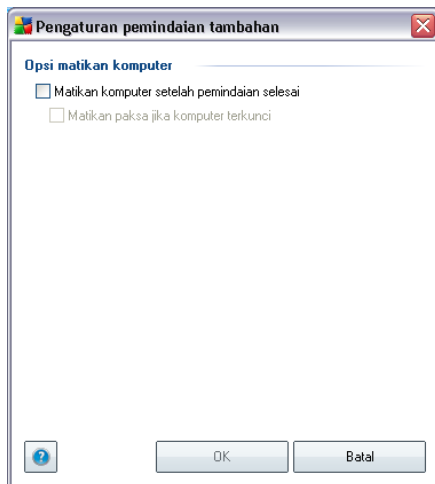 Pengaturan pemindaian tambahan
Opsi matikan komputer
Matikan komputer setelah pemindaian selesai
Matikan paksa jika komputer terkunci
?
OK
Batal